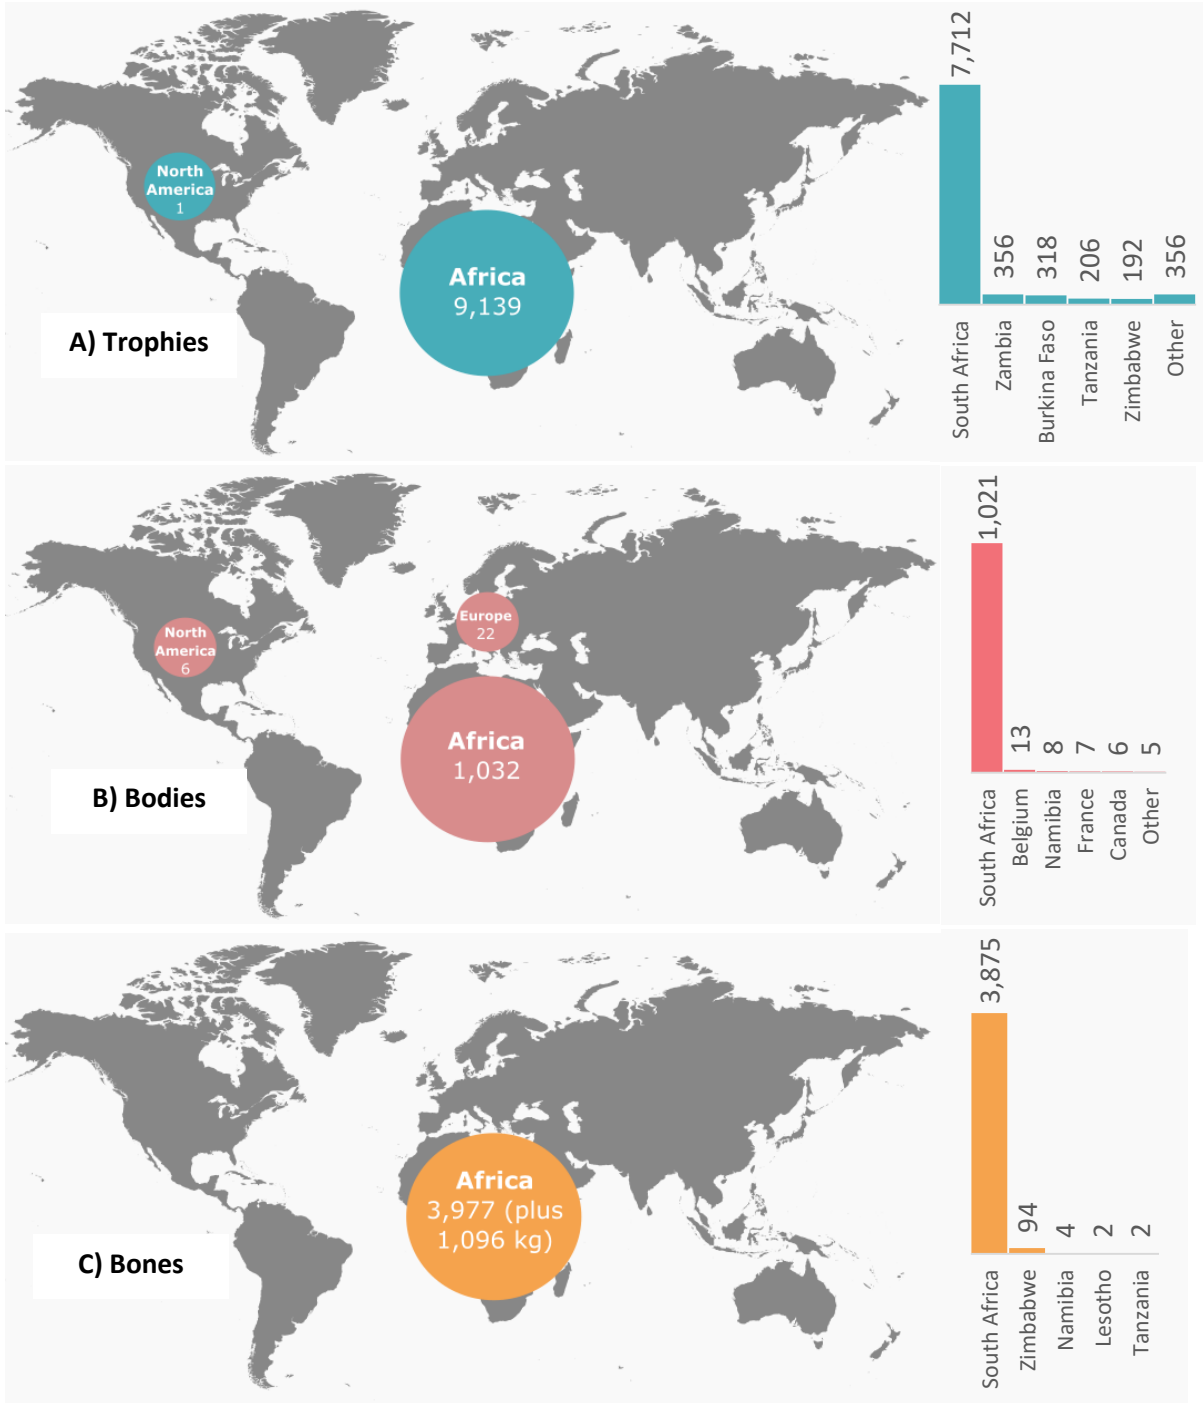 North
America
1
Africa
9,139
A) Trophies
7,712
356
318
206
192
356
South Africa
Zambia
Burkina Faso
Tanzania
Zimbabwe
Other
North
America
6
Europe
22
Africa
1,032
B) Bodies
1,021
13
8
7
6
5
South Africa
Belgium
Namibia
France
Canada
Other
Africa
3,977 (plus
1,096 kg)
C) Bones
3,875
94
4
2
2
South Africa
Zimbabwe
Namibia
Lesotho
Tanzania